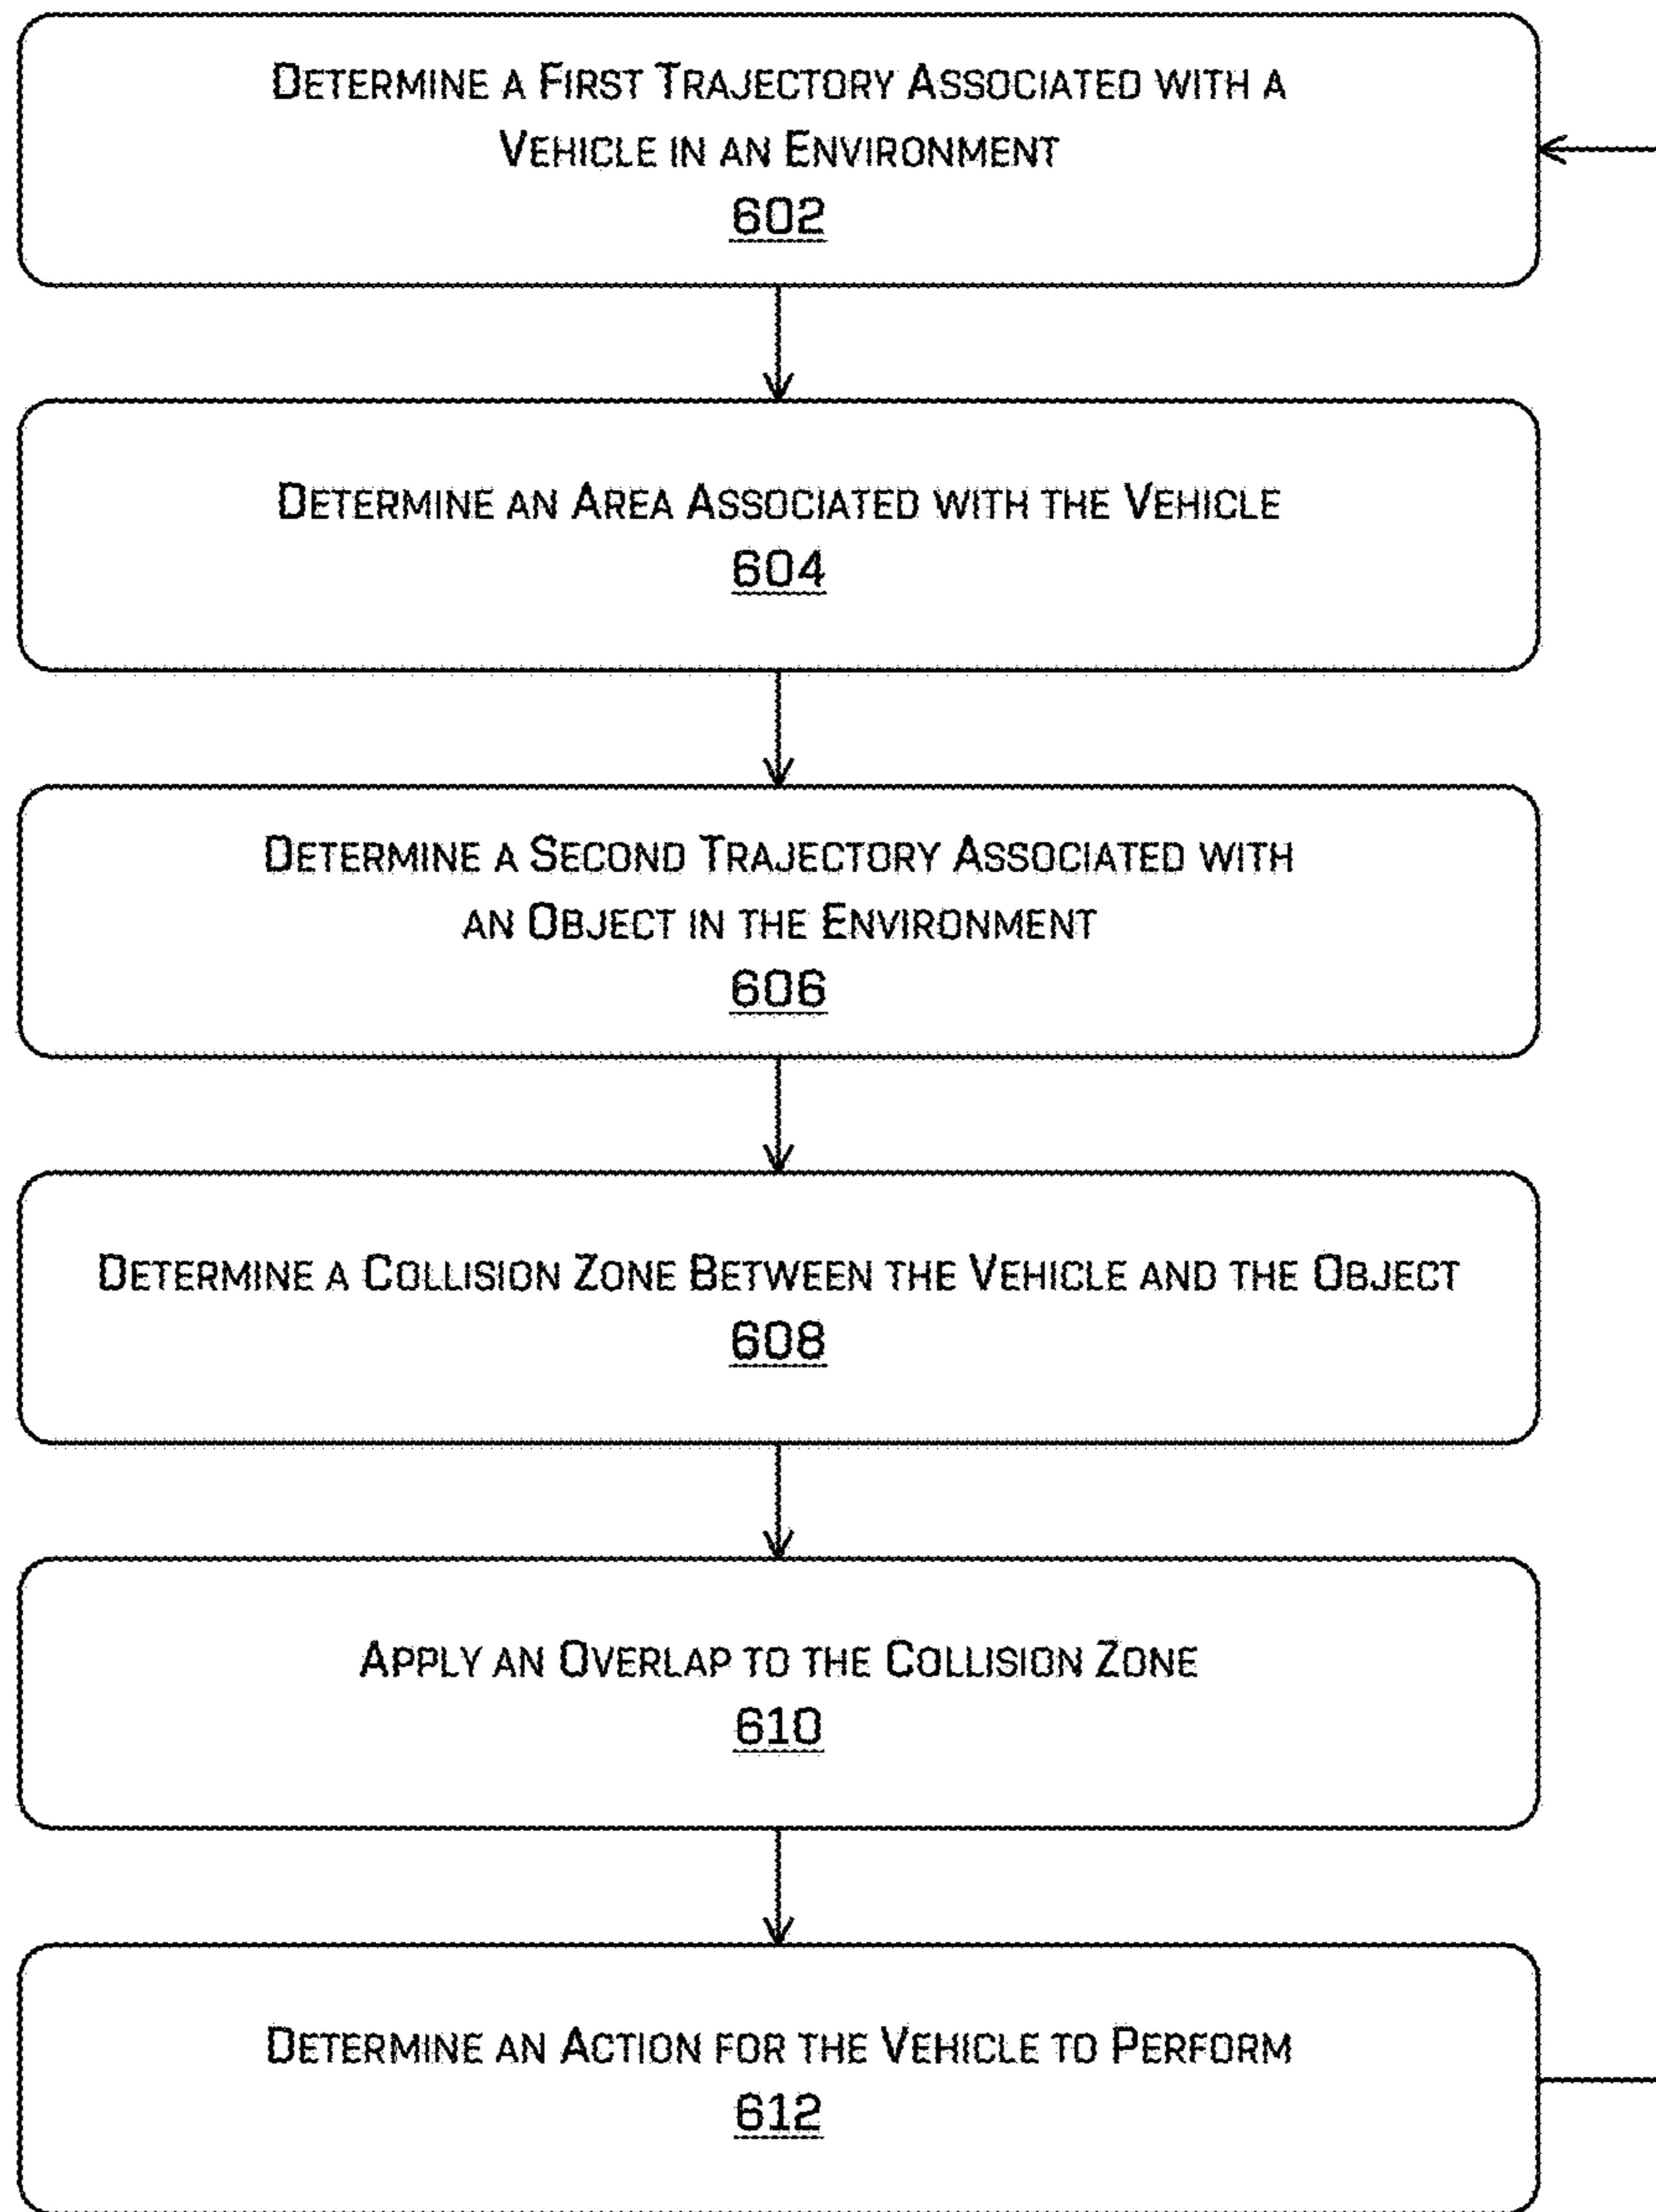 DETERMINE A FIRST TRAJECTORY ASSOCIATED WITH A
VEHICLE IN AN ENVIRONMENT
602
DETERMINE AN AREA ASSOCIATED WITH THE VEHICLE
604
DETERMINE A SECOND TRAJECTORY ASSOCIATED WITH
AN OBJECT IN THE ENVIRONMENT
606
DETERMINE A COLLISION ZONE BETWEEN THE VEHICLE AND THE OBJECT
608
APPLY AN OVERLAP TO THE COLLISION ZONE
610
DETERMINE AN ACTION FOR THE VEHICLE TO PERFORM
612